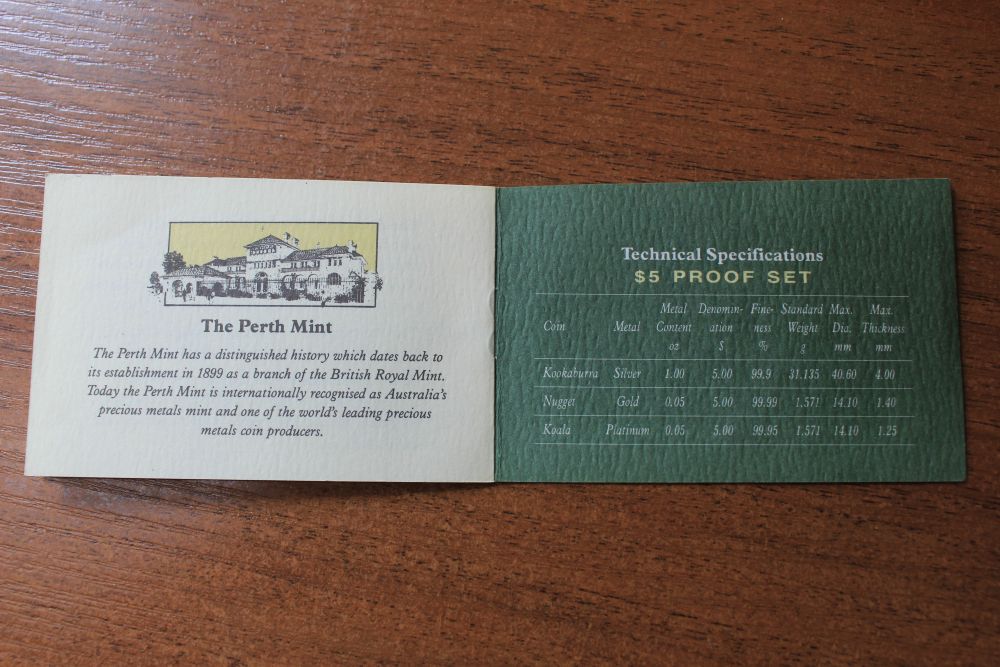 The Perth Mint
The Perth Mint has a distinguished history which dates back to
its establishment in 1899 as a branch of the British Royal Mint.
Today the Perth Mint is internationally recognised as Australia's
precious metals mint and one of the world's leading precious
metals coin producers.
Technical Specifications
$5 PROOF SET
Metal Denomin- Fine- Standard Max. Max.
Coin Metal Content ation ness Weight Dia. Thickness
oz $ % g mm mm
Kookaburra Silver 1.00 5.00 99.9 31.135 40.60 4.00
Nugget Gold 0.05 5.00 99.99 1.571 14.10 1.40
Koala Platinum 0.05 5.00 99.95 1.571 14.10 1.25